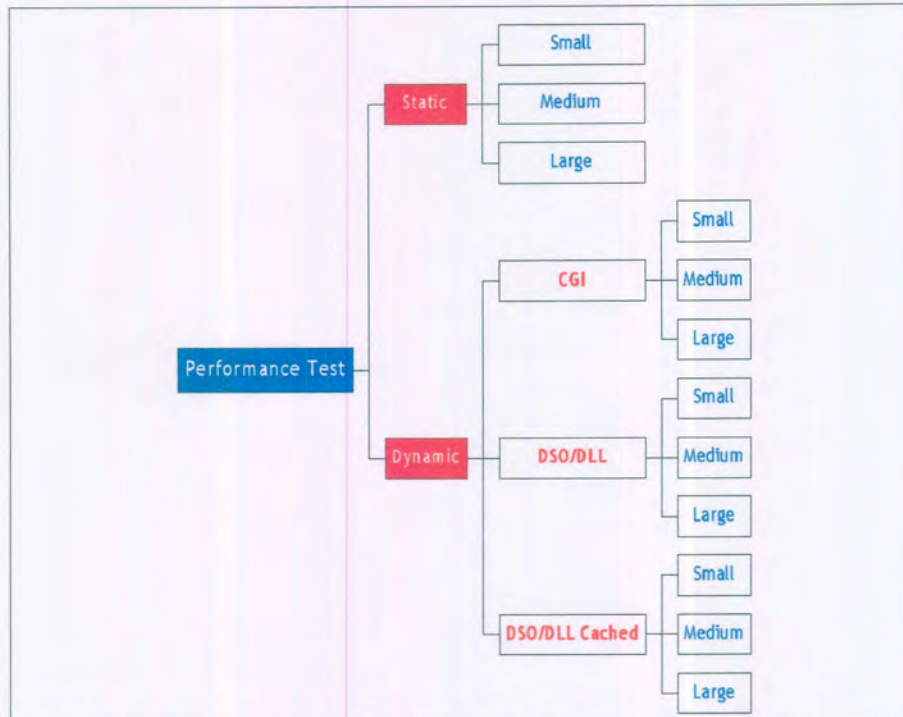 Performance Test
Static
Small
Medium
Large
Dynamic
CGI
Small
Medium
Large
DSO/DLL
Small
Medium
Large
DSO/DLL Cached
Small
Medium
Large